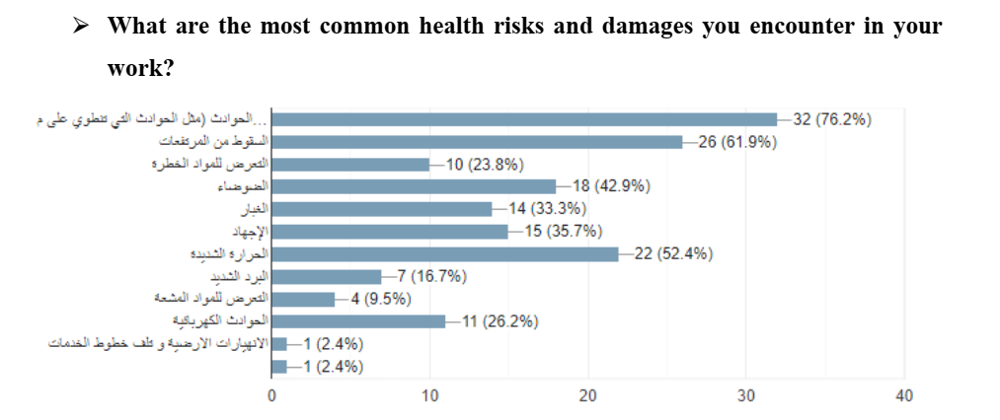 ➤ What are the most common health risks and damages you encounter in your
work?
الحوادث (مثل الحوادث التي تنطوي على م...
32 (76.2%)
السقوط من المرتفعات
26 (61.9%)
التعرض للمواد الخطرة
10 (23.8%)
الضوضاء
18 (42.9%)
الغبار
14 (33.3%)
الإجهاد
15 (35.7%)
الحرارة الشديدة
22 (52.4%)
البرد الشديد
7 (16.7%)
التعرض للمواد المشعة
4 (9.5%)
الحوادث الكهربائية
11 (26.2%)
الانهيارات الارضية و تلف خطوط الخدمات
1 (2.4%)
1 (2.4%)
0 10 20 30 40